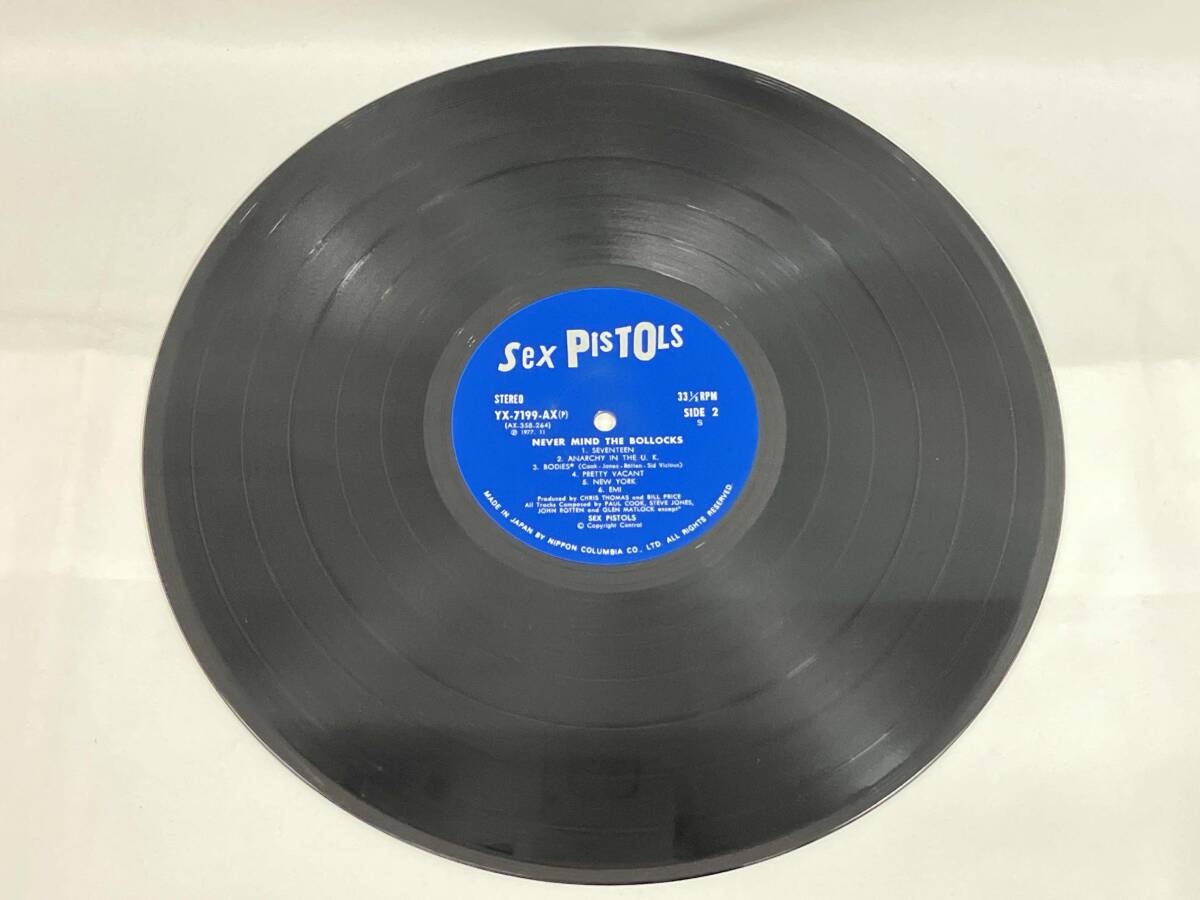 Sex PisTOLs
STEREO 33 1/3 RPM
YX-7199-AX(P) SIDE 2
(AX-358-264) S
Ⓟ 1977. 11
NEVER MIND THE BOLLOCKS
1. SEVENTEEN
2. ANARCHY IN THE U. K.
3. BODIES* (Cook-Jones-Rotten-Sid Vicious)
4. PRETTY VACANT
5. NEW YORK
6. EMI
Produced by CHRIS THOMAS and BILL PRICE
All Tracks Composed by PAUL COOK, STEVE JONES,
JOHN ROTTEN and GLEN MATLOCK except*
SEX PISTOLS
© Copyright Control
MADE IN JAPAN BY NIPPON COLUMBIA CO., LTD. ALL RIGHTS RESERVED.